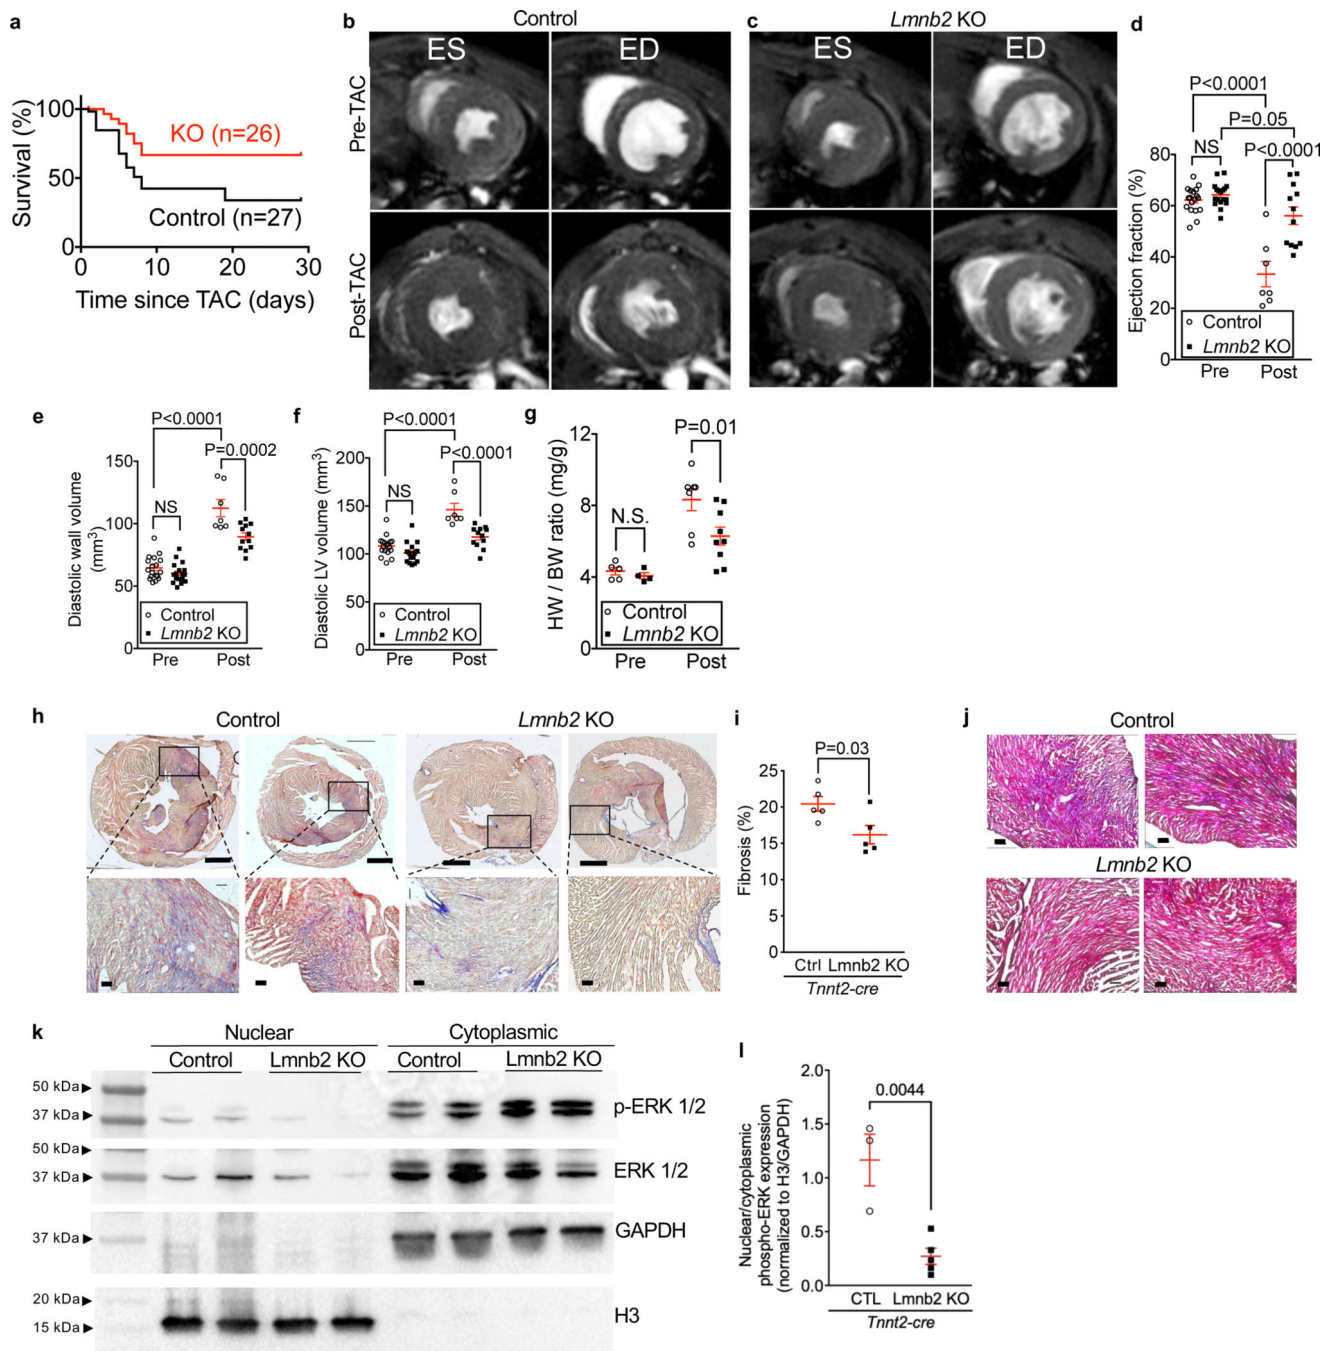 a
Survival (%)
100
50
0
KO (n=26)
Control (n=27)
0 10 20 30
Time since TAC (days)
b Control
ES ED
Pre-TAC
Post-TAC
c Lmnb2 KO
ES ED
d
P<0.0001
P=0.05
NS P<0.0001
Ejection fraction (%)
80
60
40
20
0
Control
Lmnb2 KO
Pre Post
e
P<0.0001
P=0.0002
NS
Diastolic wall volume
(mm³)
150
100
50
0
Control
Lmnb2 KO
Pre Post
f
P<0.0001
P<0.0001
NS
Diastolic LV volume (mm³)
200
150
100
50
0
Control
Lmnb2 KO
Pre Post
g
P=0.01
N.S.
HW / BW ratio (mg/g)
12
8
4
0
Control
Lmnb2 KO
Pre Post
h Control Lmnb2 KO
i
P=0.03
Fibrosis (%)
25
20
15
10
5
0
Ctrl Lmnb2 KO
Tnnt2-cre
j Control
Lmnb2 KO
k Nuclear Cytoplasmic
Control Lmnb2 KO Control Lmnb2 KO
50 kDa
37 kDa
p-ERK 1/2
50 kDa
37 kDa
ERK 1/2
37 kDa
GAPDH
20 kDa
15 kDa
H3
l
0.0044
Nuclear/cytoplasmic
phospho-ERK expression
(normalized to H3/GAPDH)
2.0
1.5
1.0
0.5
0.0
CTL Lmnb2 KO
Tnnt2-cre